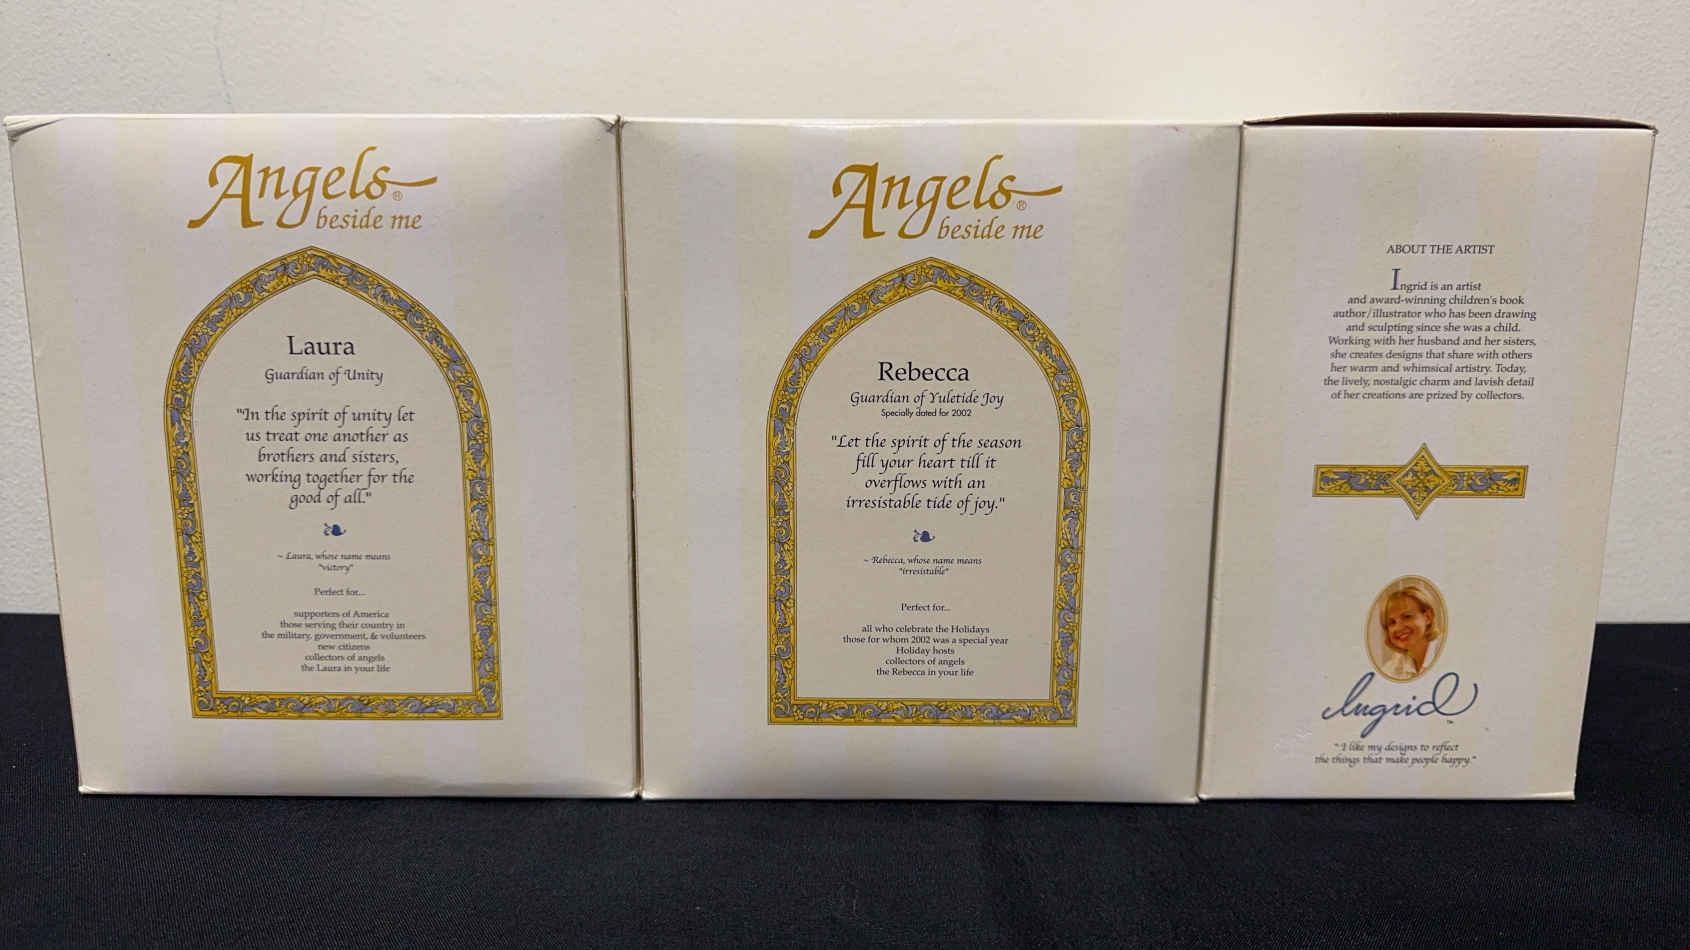 Angels®
beside me
Laura
Guardian of Unity
"In the spirit of unity let
us treat one another as
brothers and sisters,
working together for the
good of all."
~ Laura, whose name means
"victory"
Perfect for...
supporters of America
those serving their country in
the military, government, & volunteers
new citizens
collectors of angels
the Laura in your life
Angels®
beside me
Rebecca
Guardian of Yuletide Joy
Specially dated for 2002
"Let the spirit of the season
fill your heart till it
overflows with an
irresistable tide of joy."
~ Rebecca, whose name means
"irresistable"
Perfect for...
all who celebrate the Holidays
those for whom 2002 was a special year
Holiday hosts
collectors of angels
the Rebecca in your life
ABOUT THE ARTIST
Ingrid is an artist
and award-winning children's book
author/illustrator who has been drawing
and sculpting since she was a child.
Working with her husband and her sisters,
she creates designs that share with others
her warm and whimsical artistry. Today,
the lively, nostalgic charm and lavish detail
of her creations are prized by collectors.
Ingrid™
"I like my designs to reflect
the things that make people happy."